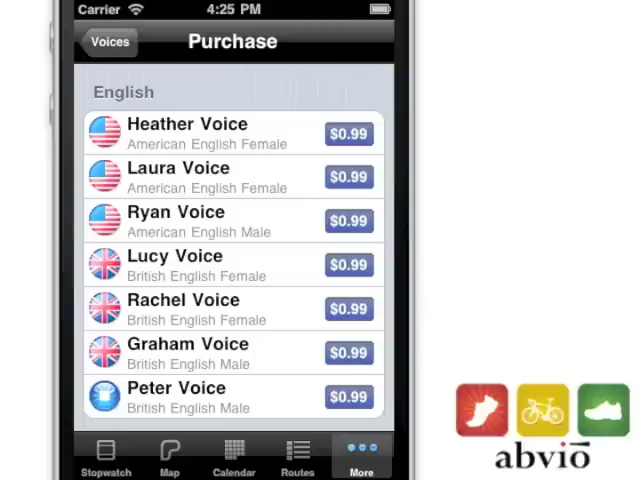 Carrier 4:25 PM
Voices Purchase
English
Heather Voice
American English Female
$0.99
Laura Voice
American English Female
$0.99
Ryan Voice
American English Male
$0.99
Lucy Voice
British English Female
$0.99
Rachel Voice
British English Female
$0.99
Graham Voice
British English Male
$0.99
Peter Voice
British English Male
$0.99
Stopwatch Map Calendar Routes More
abvio